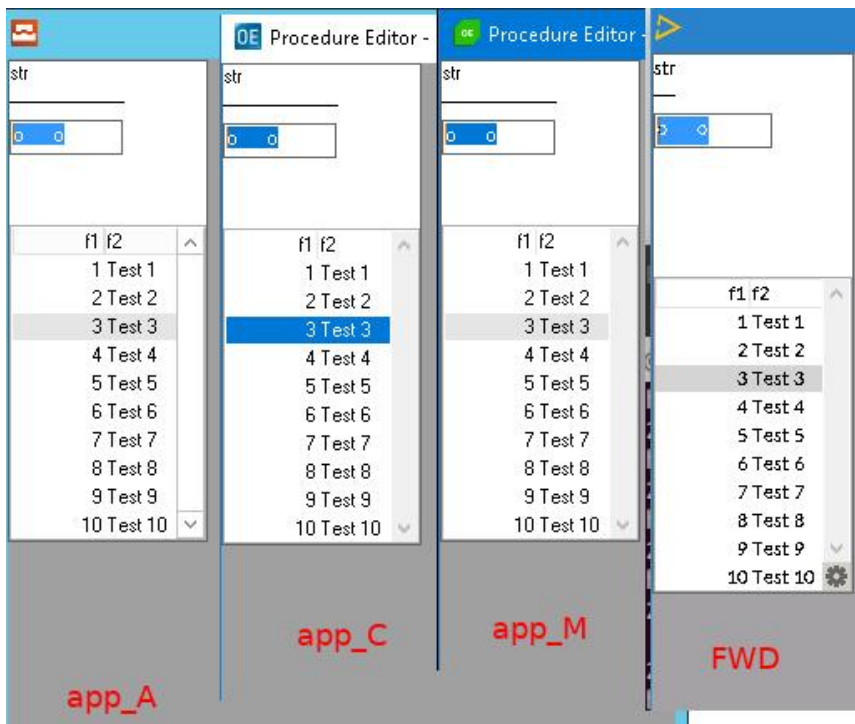 OE Procedure Editor -
OE Procedure Editor -
str
str
str
str
o o
o o
o o
o o
f1 f2
1 Test 1
2 Test 2
3 Test 3
4 Test 4
5 Test 5
6 Test 6
7 Test 7
8 Test 8
9 Test 9
10 Test 10
f1 f2
1 Test 1
2 Test 2
3 Test 3
4 Test 4
5 Test 5
6 Test 6
7 Test 7
8 Test 8
9 Test 9
10 Test 10
f1 f2
1 Test 1
2 Test 2
3 Test 3
4 Test 4
5 Test 5
6 Test 6
7 Test 7
8 Test 8
9 Test 9
10 Test 10
f1 f2
1 Test 1
2 Test 2
3 Test 3
4 Test 4
5 Test 5
6 Test 6
7 Test 7
8 Test 8
9 Test 9
10 Test 10
app_A
app_C
app_M
FWD